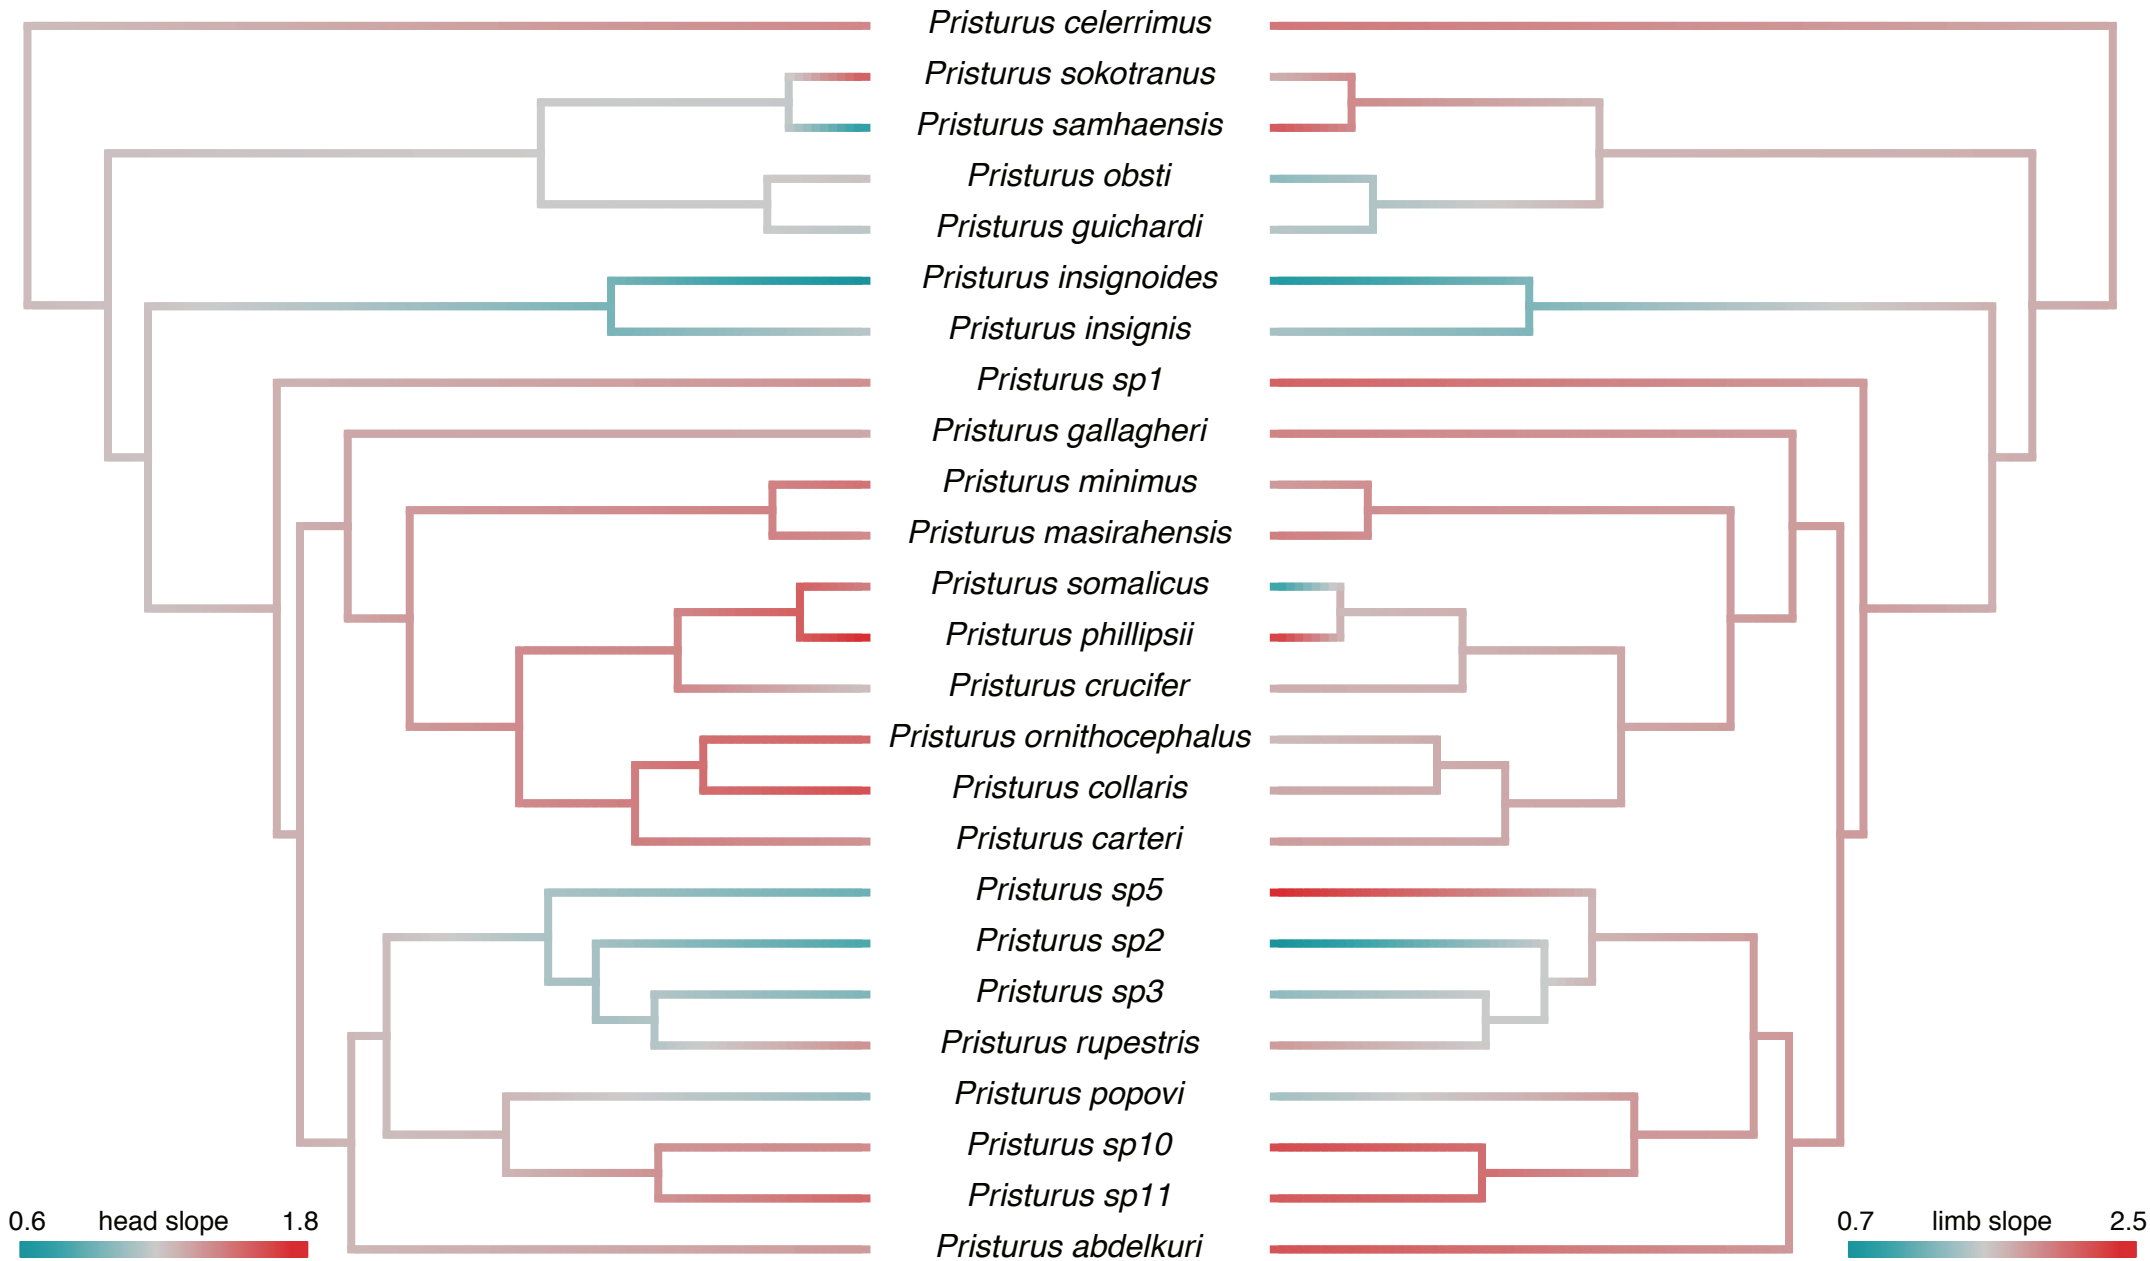 Pristurus celerrimus
Pristurus sokotranus
Pristurus samhaensis
Pristurus obsti
Pristurus guichardi
Pristurus insignoides
Pristurus insignis
Pristurus sp1
Pristurus gallagheri
Pristurus minimus
Pristurus masirahensis
Pristurus somalicus
Pristurus phillipsii
Pristurus crucifer
Pristurus ornithocephalus
Pristurus collaris
Pristurus carteri
Pristurus sp5
Pristurus sp2
Pristurus sp3
Pristurus rupestris
Pristurus popovi
Pristurus sp10
Pristurus sp11
Pristurus abdelkuri
0.6 head slope 1.8
0.7 limb slope 2.5